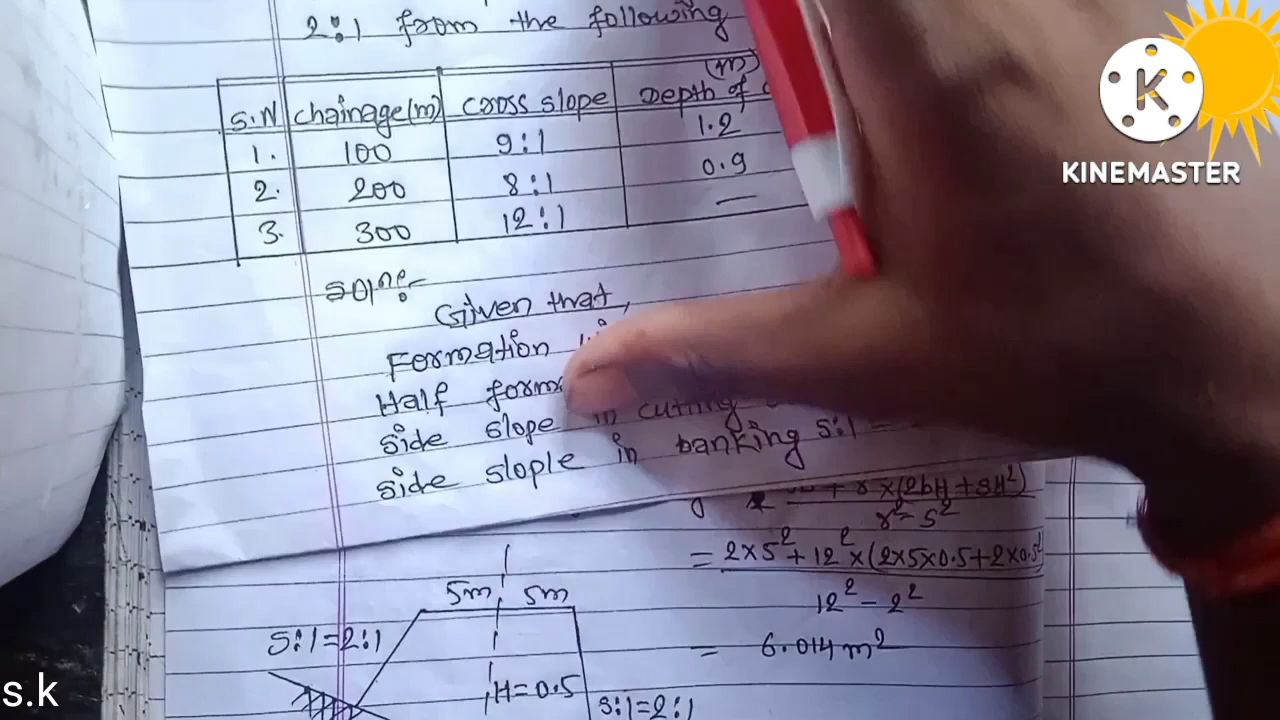 2:1 from the following
(m)
S.N chainage(m) cross slope Depth of
1. 100 9:1 1.2
2. 200 8:1 0.9
3. 300 12:1 —
Soln:-
Given that,
Formation
Half
side slope in cutting
side slople in banking S:1 =
r²-s²
= 2×5²+12²×(2×5×0.5+2×0.5²
12²-2²
= 6.014 m²
5m 5m
S:1=2:1
H=0.5
S:1=2:1
K
KINEMASTER
s.k